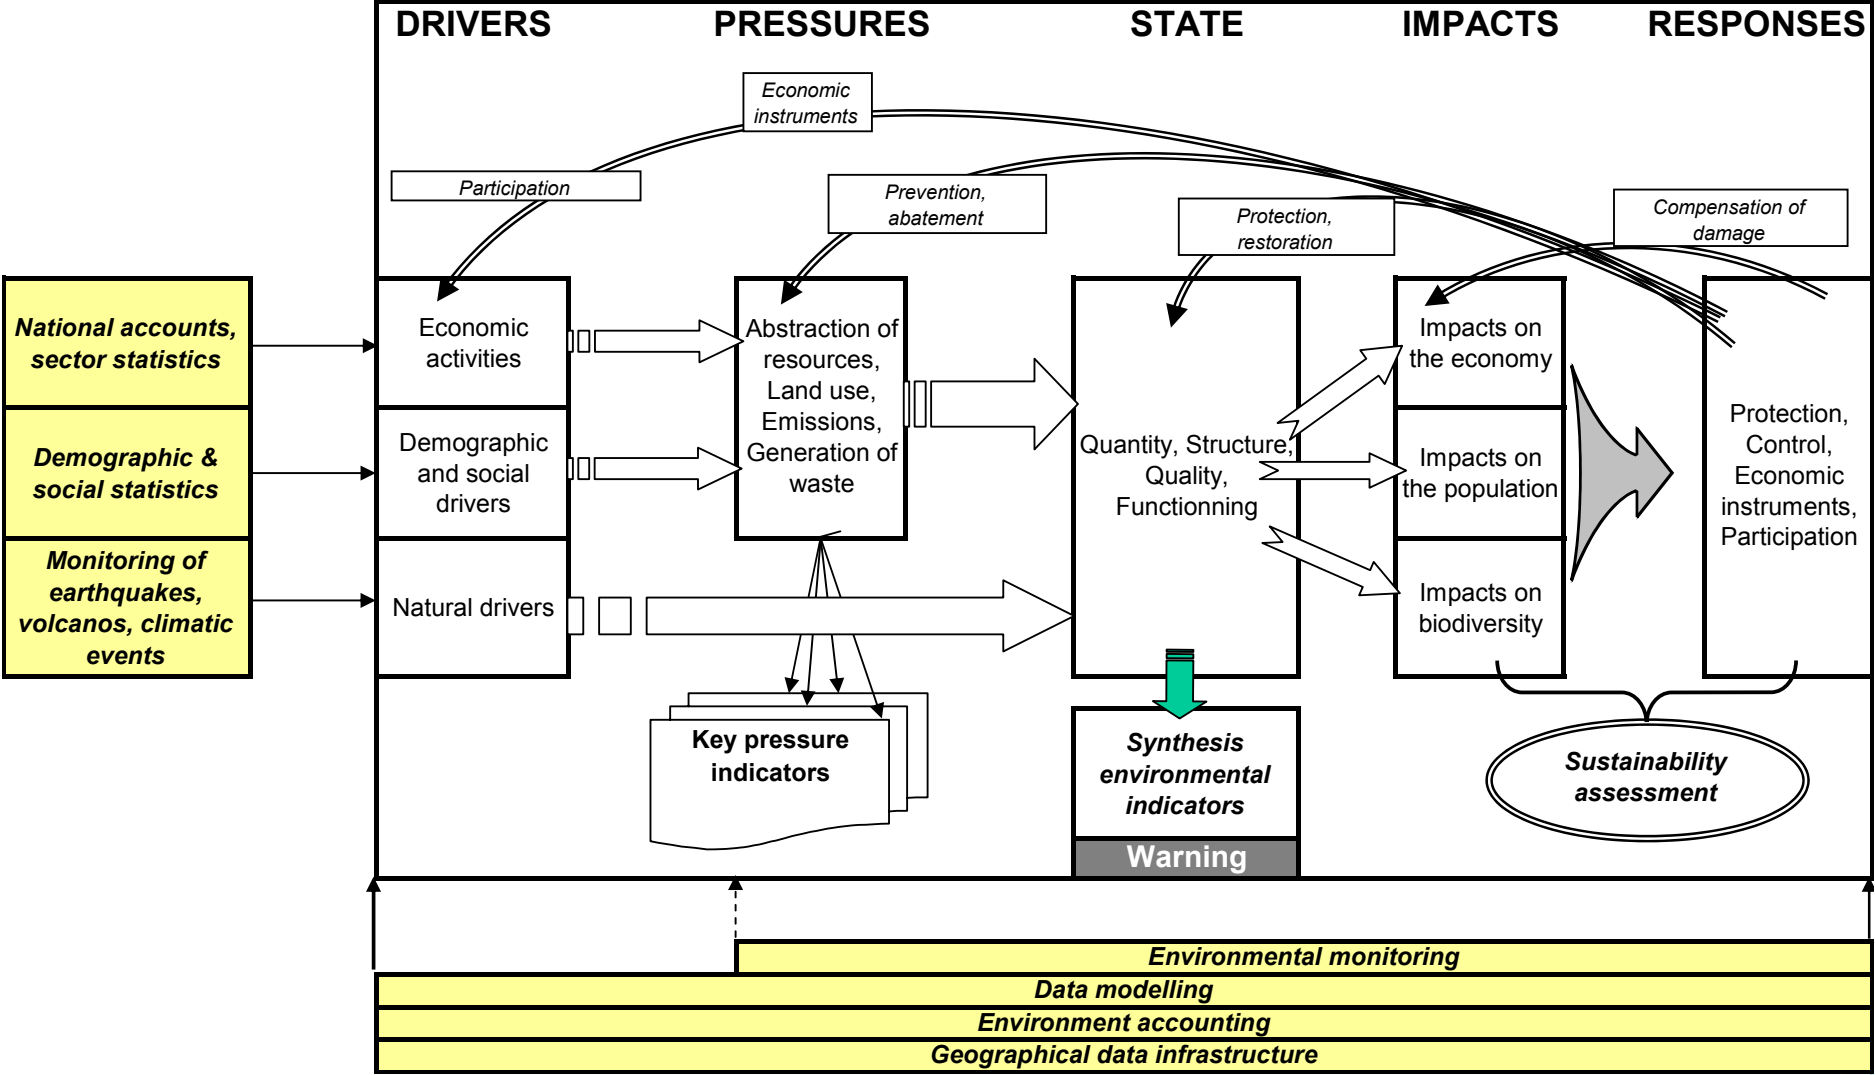 DRIVERS
PRESSURES
STATE
IMPACTS
RESPONSES
Economic
instruments
Participation
Prevention,
abatement
Protection,
restoration
Compensation of
damage
National accounts,
sector statistics
Demographic &
social statistics
Monitoring of
earthquakes,
volcanos, climatic
events
Economic
activities
Demographic
and social
drivers
Natural drivers
Abstraction of
resources,
Land use,
Emissions,
Generation of
waste
Quantity, Structure,
Quality,
Functionning
Impacts on
the economy
Impacts on
the population
Impacts on
biodiversity
Protection,
Control,
Economic
instruments,
Participation
Key pressure
indicators
Synthesis
environmental
indicators
Warning
Sustainability
assessment
Environmental monitoring
Data modelling
Environment accounting
Geographical data infrastructure